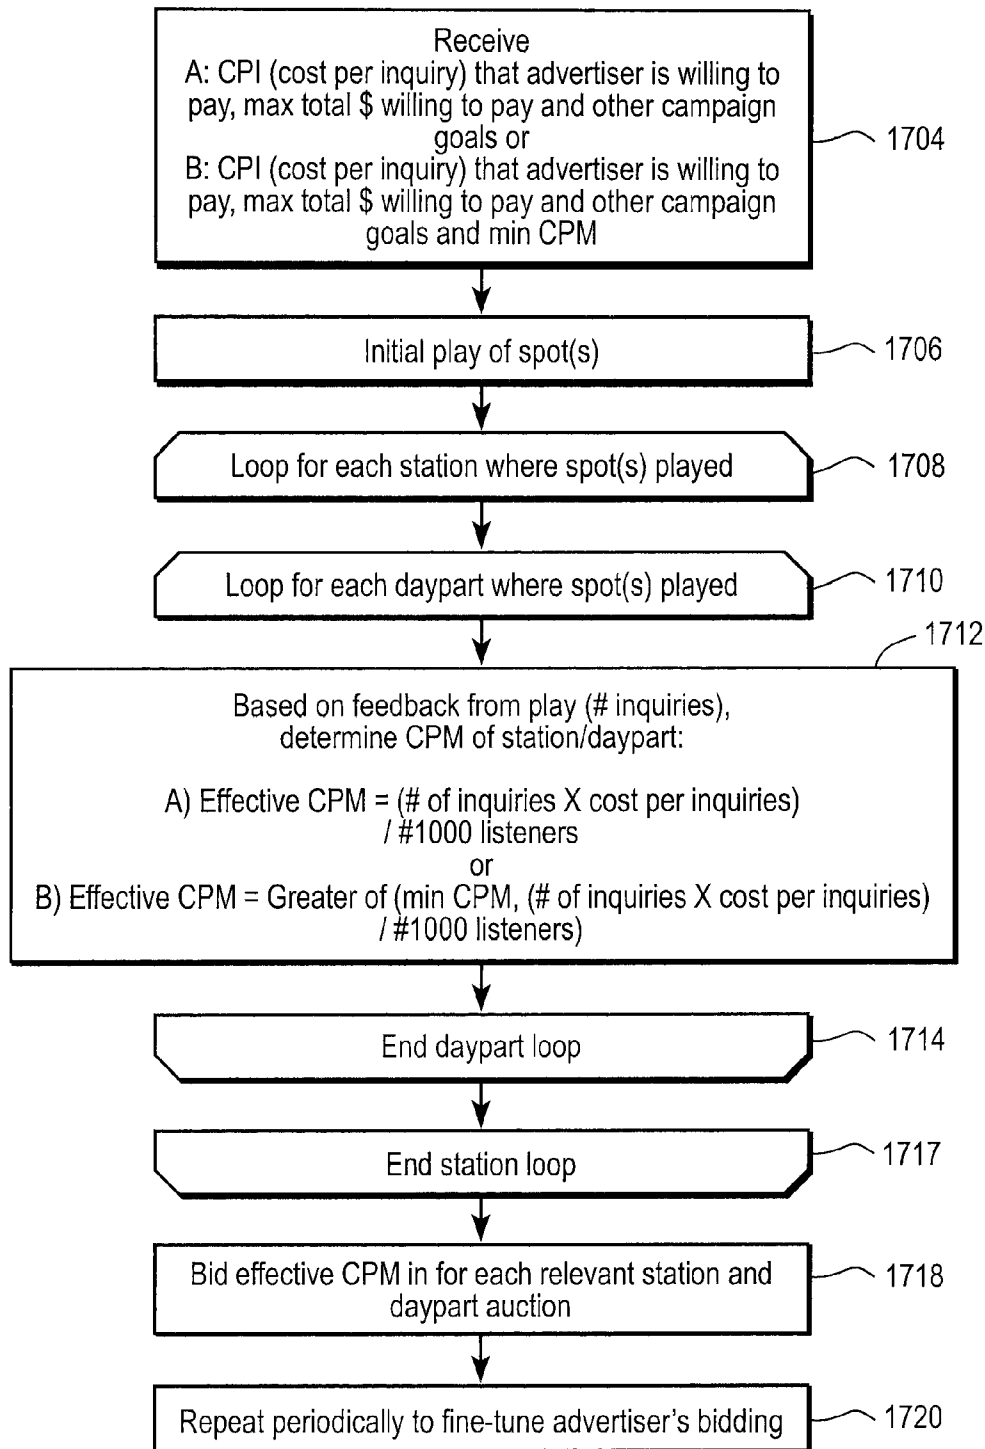 Receive
A: CPI (cost per inquiry) that advertiser is willing to
pay, max total $ willing to pay and other campaign
goals or
B: CPI (cost per inquiry) that advertiser is willing to
pay, max total $ willing to pay and other campaign
goals and min CPM
1704
Initial play of spot(s)
1706
Loop for each station where spot(s) played
1708
Loop for each daypart where spot(s) played
1710
1712
Based on feedback from play (# inquiries),
determine CPM of station/daypart:
A) Effective CPM = (# of inquiries X cost per inquiries)
/ #1000 listeners
or
B) Effective CPM = Greater of (min CPM, (# of inquiries X cost per inquiries)
/ #1000 listeners)
End daypart loop
1714
End station loop
1717
Bid effective CPM in for each relevant station and
daypart auction
1718
Repeat periodically to fine-tune advertiser's bidding
1720